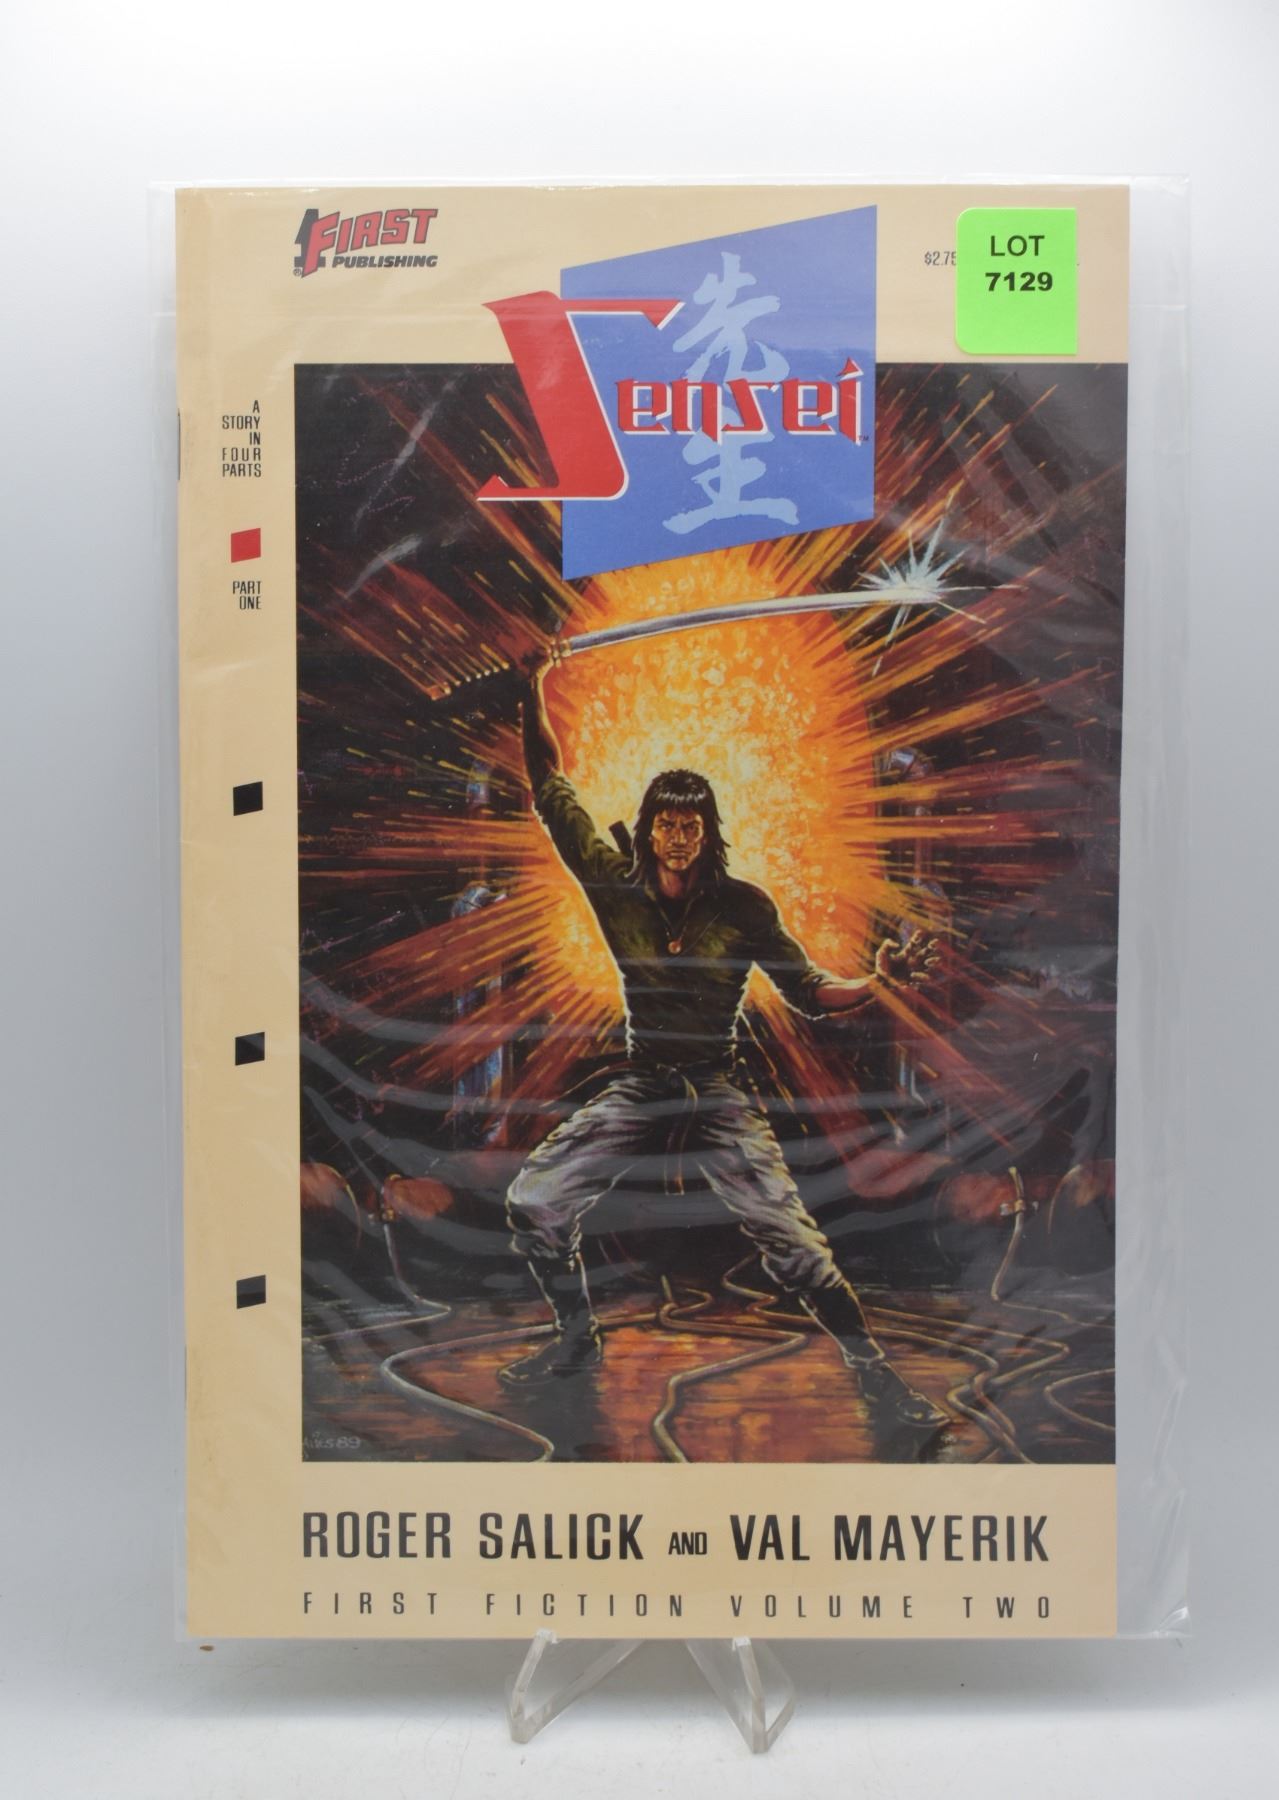 FIRST
PUBLISHING
®
$2.75
LOT
7129
先生
Sensei™
A
STORY
IN
FOUR
PARTS
PART
ONE
ROGER SALICK AND VAL MAYERIK
FIRST FICTION VOLUME TWO